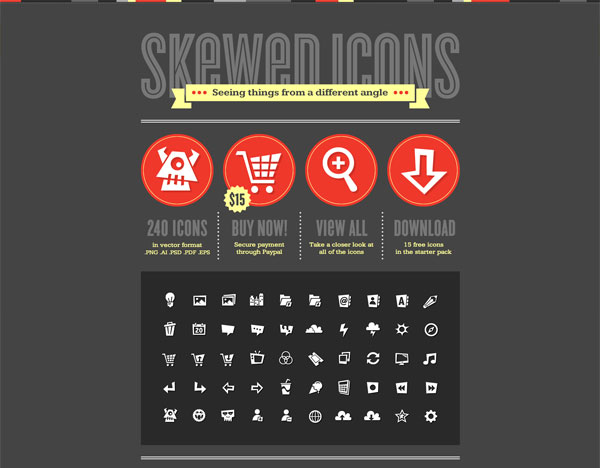 SKEWED ICONS
Seeing things from a different angle
$15
240 ICONS
in vector format
.PNG .AI .PSD .PDF .EPS
BUY NOW!
Secure payment
through Paypal
VIEW ALL
Take a closer look at
all of the icons
DOWNLOAD
15 free icons
in the starter pack
@
A
20